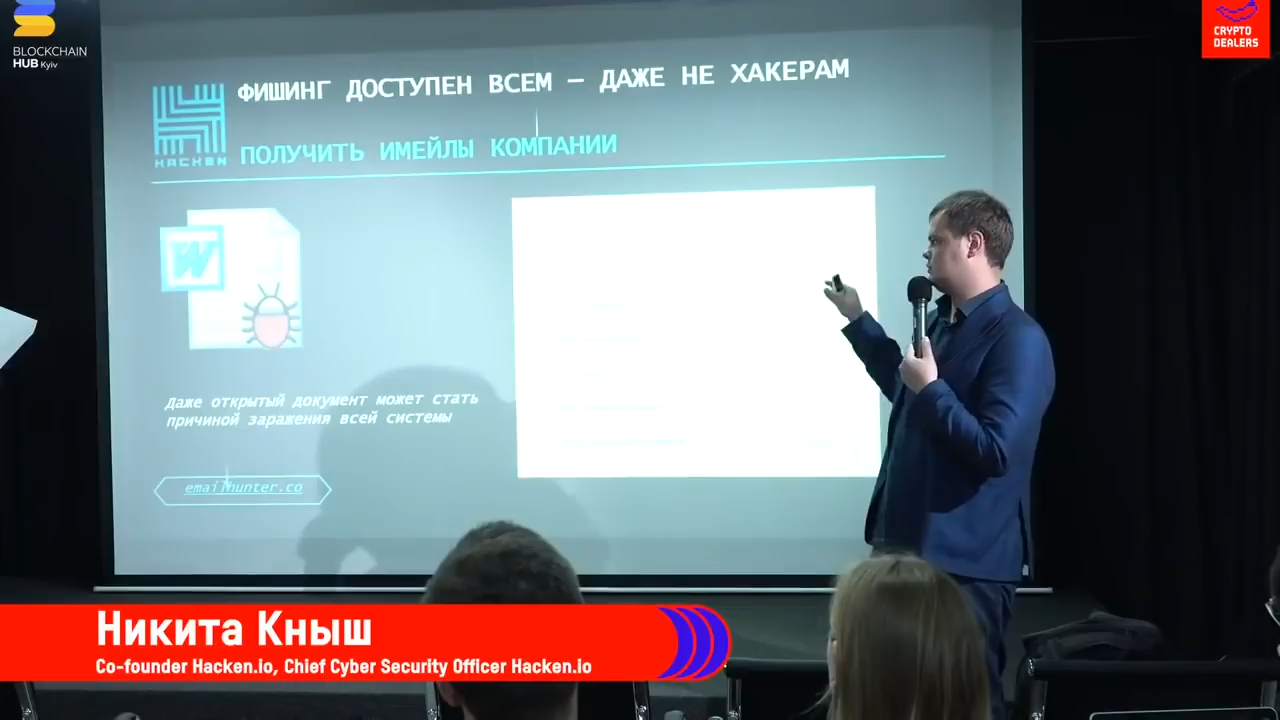 BLOCKCHAIN
HUB Kyiv
CRYPTO
DEALERS
ФИШИНГ ДОСТУПЕН ВСЕМ — ДАЖЕ НЕ ХАКЕРАМ
HACKEN
ПОЛУЧИТЬ ИМЕЙЛЫ КОМПАНИИ
W
Даже открытый документ может стать
причиной заражения всей системы
emailhunter.co
Никита Кныш
Co-founder Hacken.io, Chief Cyber Security Officer Hacken.io